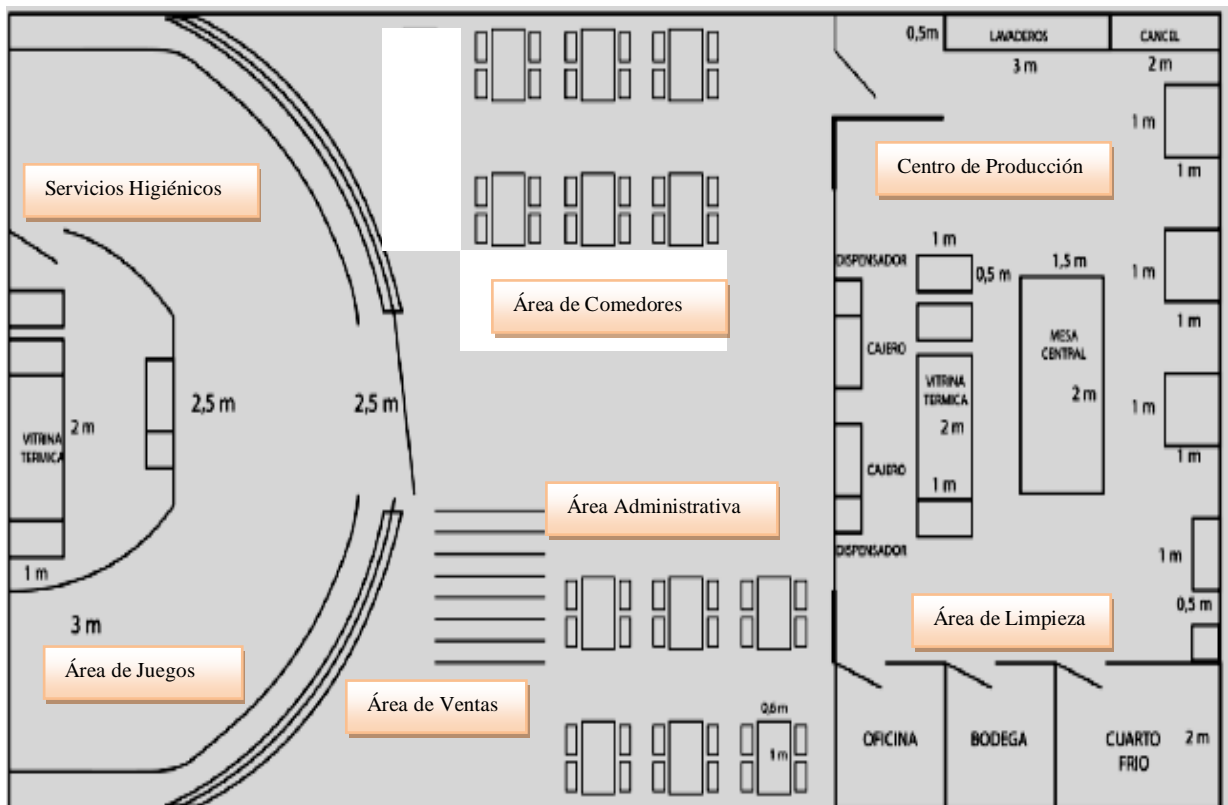 0,5m
LAVADEROS
CANCEL
3 m
2 m
1 m
1 m
Servicios Higiénicos
Centro de Producción
1 m
DISPENSADOR
0,5 m
1,5 m
1 m
1 m
Área de Comedores
MESA
CENTRAL
CAJERO
VITRINA
TERMICA
2 m
2 m
1 m
1 m
2,5 m
2,5 m
2 m
VITRINA
TERMICA
CAJERO
1 m
DISPENSADOR
Área Administrativa
1 m
0,5 m
1 m
3 m
Área de Limpieza
Área de Juegos
Área de Ventas
0,6 m
1 m
OFICINA
BODEGA
CUARTO
FRIO
2 m